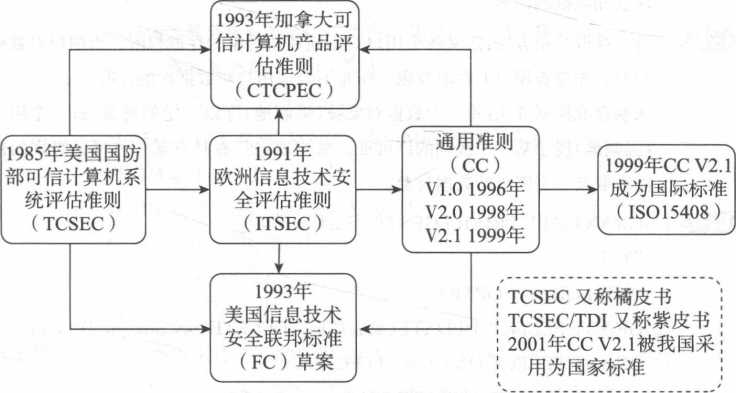 1993年加拿大可
信计算机产品评
估准则
（CTCPEC）
1985年美国国防
部可信计算机系
统评估准则
（TCSEC）
1991年
欧洲信息技术安
全评估准则
（ITSEC）
通用准则
（CC）
V1.0 1996年
V2.0 1998年
V2.1 1999年
1999年CC V2.1
成为国际标准
（ISO15408）
1993年
美国信息技术
安全联邦标准
（FC）草案
TCSEC 又称橘皮书
TCSEC/TDI 又称紫皮书
2001年CC V2.1被我国采
用为国家标准